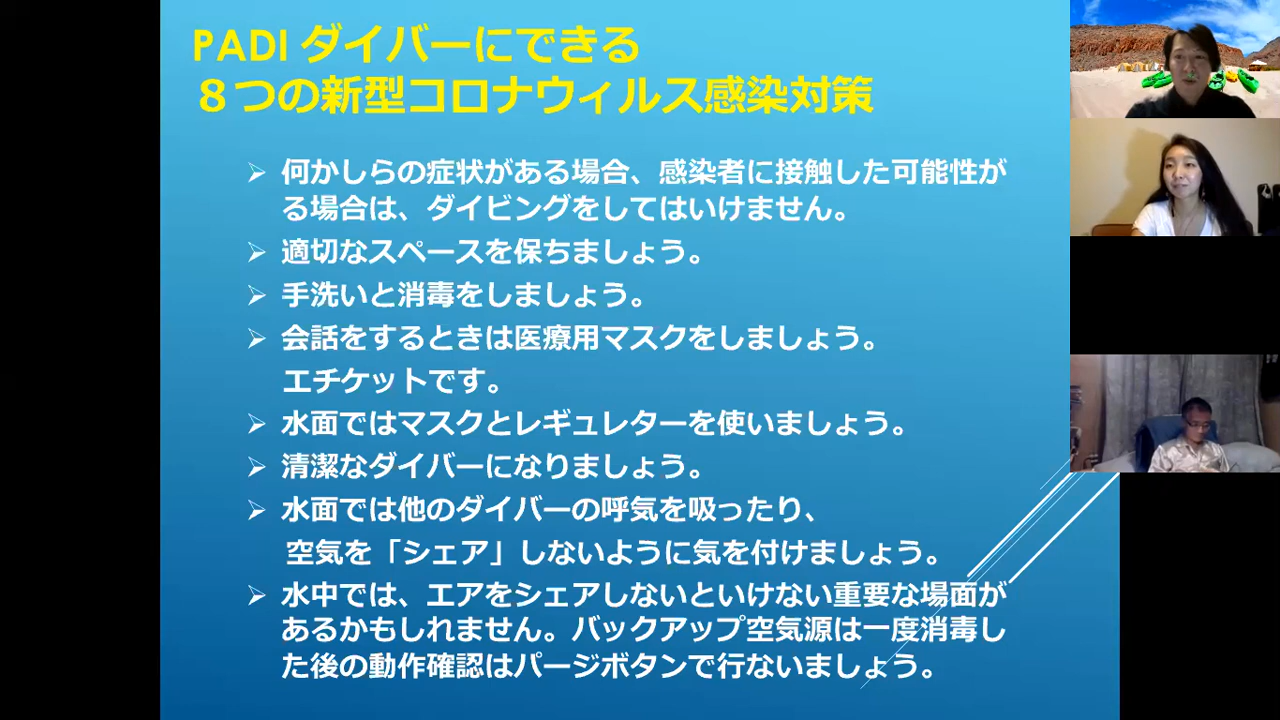 PADI ダイバーにできる
８つの新型コロナウィルス感染対策
何かしらの症状がある場合、感染者に接触した可能性が
る場合は、ダイビングをしてはいけません。
適切なスペースを保ちましょう。
手洗いと消毒をしましょう。
会話をするときは医療用マスクをしましょう。
エチケットです。
水面ではマスクとレギュレターを使いましょう。
清潔なダイバーになりましょう。
水面では他のダイバーの呼気を吸ったり、
空気を「シェア」しないように気を付けましょう。
水中では、エアをシェアしないといけない重要な場面が
あるかもしれません。バックアップ空気源は一度消毒し
た後の動作確認はパージボタンで行ないましょう。